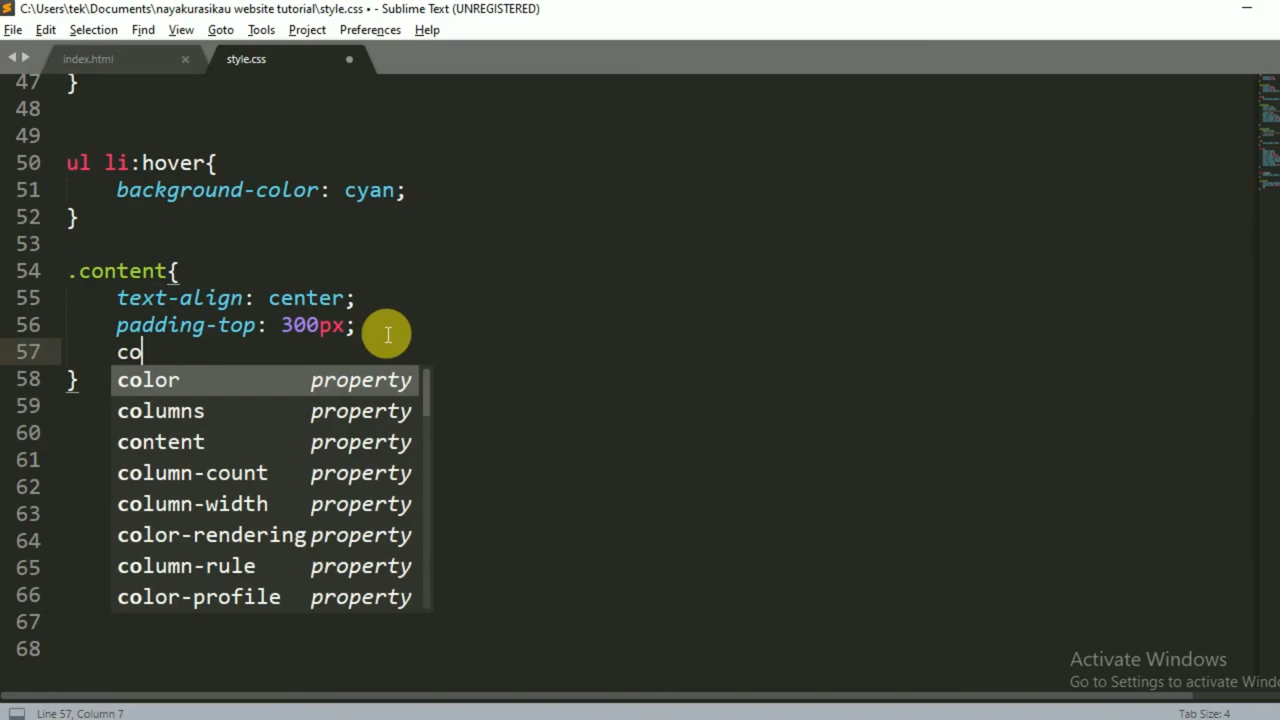 C:\Users\tek\Documents\nayakurasikau website tutorial\style.css • - Sublime Text (UNREGISTERED)
File Edit Selection Find View Goto Tools Project Preferences Help
index.html × style.css
47 }
48
49
50 ul li:hover{
51 background-color: cyan;
52 }
53
54 .content{
55 text-align: center;
56 padding-top: 300px;
57 co
58 }
color property
59
columns property
60
content property
61
column-count property
62
column-width property
63
color-rendering property
64
column-rule property
65
color-profile property
66
67
68
Activate Windows
Go to Settings to activate Wind
Line 57, Column 7 Tab Size: 4